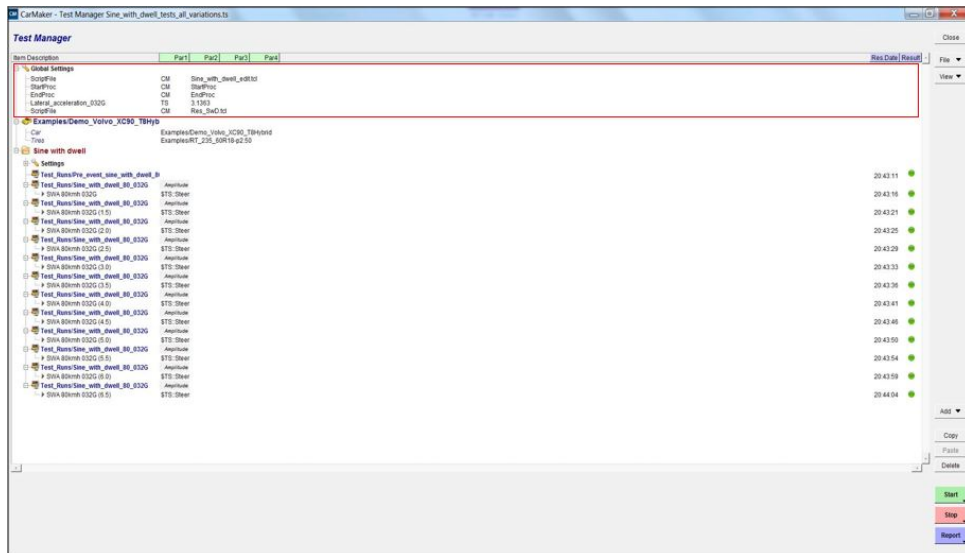 CarMaker - Test Manager Sine_with_dwell_tests_all_variations.ts
Test Manager
Close
Item Description Par1 Par2 Par3 Par4 Res.Date Result
File
Global Settings
ScriptFile CM Sine_with_dwell_edit.tcl
View
StartProc CM StartProc
EndProc CM EndProc
Lateral_acceleration_032G TS 3.1363
ScriptFile CM Res_SwD.tcl
Examples/Demo_Volvo_XC90_T8Hyb
Car Examples/Demo_Volvo_XC90_T8Hybrid
Tires Examples/RT_235_60R18-p2.50
Sine with dwell
Settings
Test_Runs/Pre_event_sine_with_dwell_8 20:43:11
Test_Runs/Sine_with_dwell_80_032G Amplitude
SWA 80kmh 032G $TS::Steer 20:43:16
Test_Runs/Sine_with_dwell_80_032G Amplitude
SWA 80kmh 032G (1.5) $TS::Steer 20:43:21
Test_Runs/Sine_with_dwell_80_032G Amplitude
SWA 80kmh 032G (2.0) $TS::Steer 20:43:25
Test_Runs/Sine_with_dwell_80_032G Amplitude
SWA 80kmh 032G (2.5) $TS::Steer 20:43:29
Test_Runs/Sine_with_dwell_80_032G Amplitude
SWA 80kmh 032G (3.0) $TS::Steer 20:43:33
Test_Runs/Sine_with_dwell_80_032G Amplitude
SWA 80kmh 032G (3.5) $TS::Steer 20:43:36
Test_Runs/Sine_with_dwell_80_032G Amplitude
SWA 80kmh 032G (4.0) $TS::Steer 20:43:41
Test_Runs/Sine_with_dwell_80_032G Amplitude
SWA 80kmh 032G (4.5) $TS::Steer 20:43:46
Test_Runs/Sine_with_dwell_80_032G Amplitude
SWA 80kmh 032G (5.0) $TS::Steer 20:43:50
Test_Runs/Sine_with_dwell_80_032G Amplitude
SWA 80kmh 032G (5.5) $TS::Steer 20:43:54
Test_Runs/Sine_with_dwell_80_032G Amplitude
SWA 80kmh 032G (6.0) $TS::Steer 20:43:59
Test_Runs/Sine_with_dwell_80_032G Amplitude
SWA 80kmh 032G (6.5) $TS::Steer 20:44:04
Add
Copy
Paste
Delete
Start
Stop
Report